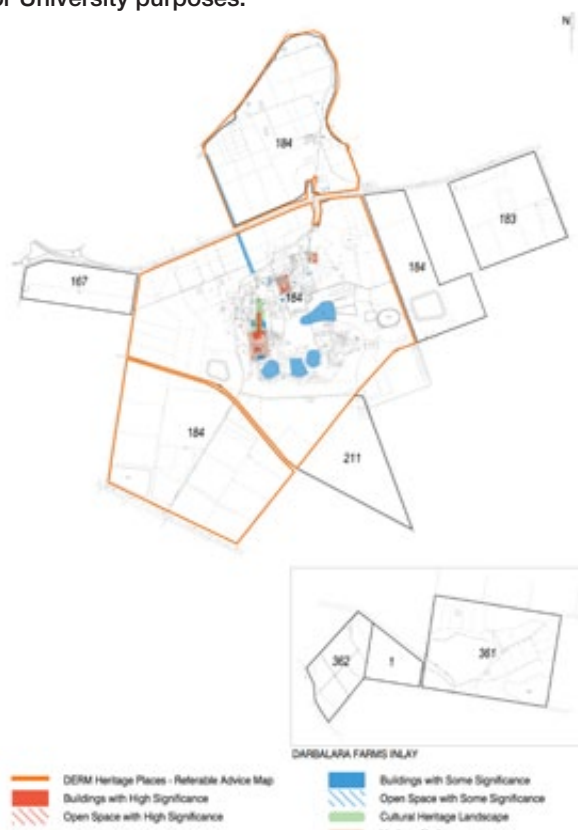 or University purposes.
N
184
183
184
167
184
184
211
362
1
361
DARBALARA FARMS INLAY
DERM Heritage Places - Referable Advice Map
Buildings with High Significance
Open Space with High Significance
Buildings with Some Significance
Open Space with Some Significance
Cultural Heritage Landscape